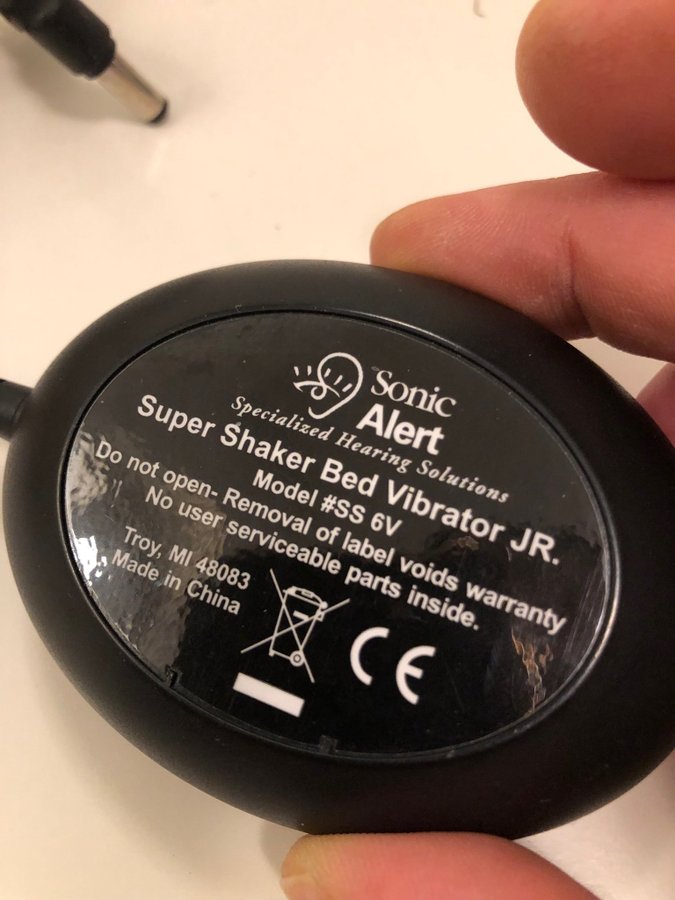 Sonic
Alert
Specialized Hearing Solutions
Super Shaker Bed Vibrator JR.
Model #SS 6V
Do not open- Removal of label voids warranty
No user serviceable parts inside.
Troy, MI 48083
Made in China
CE